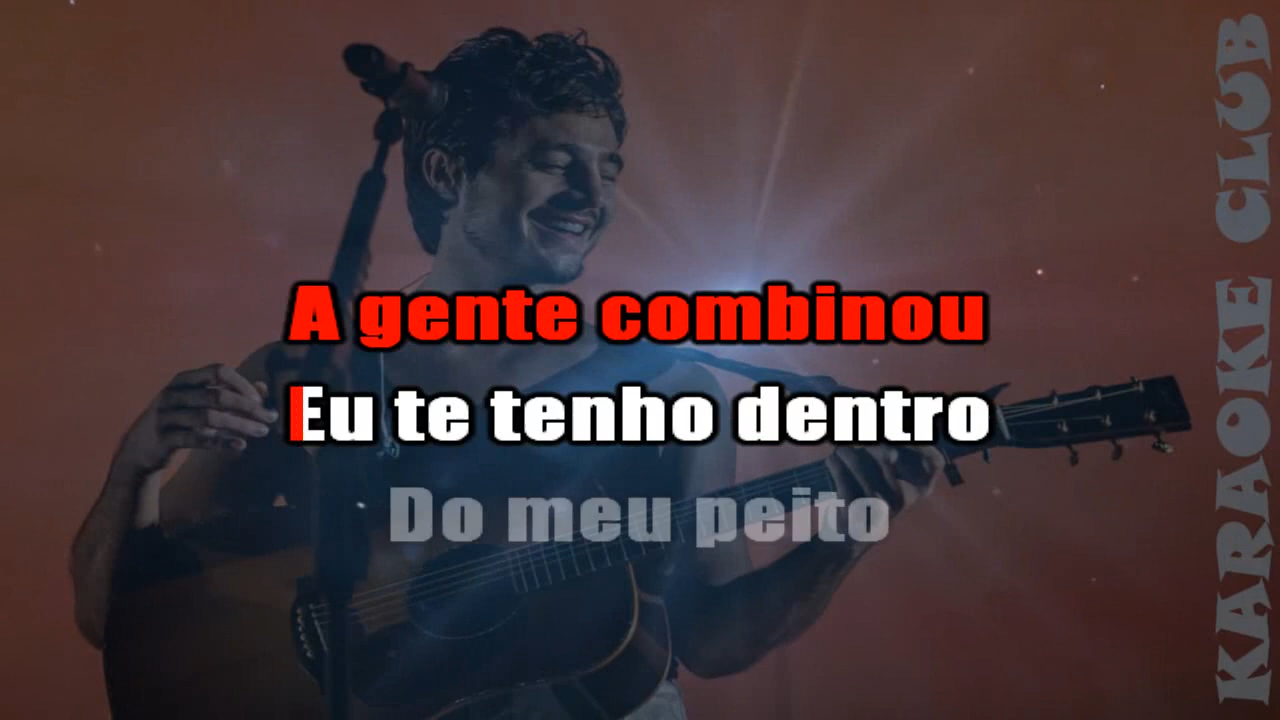 A gente combinou
Eu te tenho dentro
Do meu peito
KARAOKE CLUB